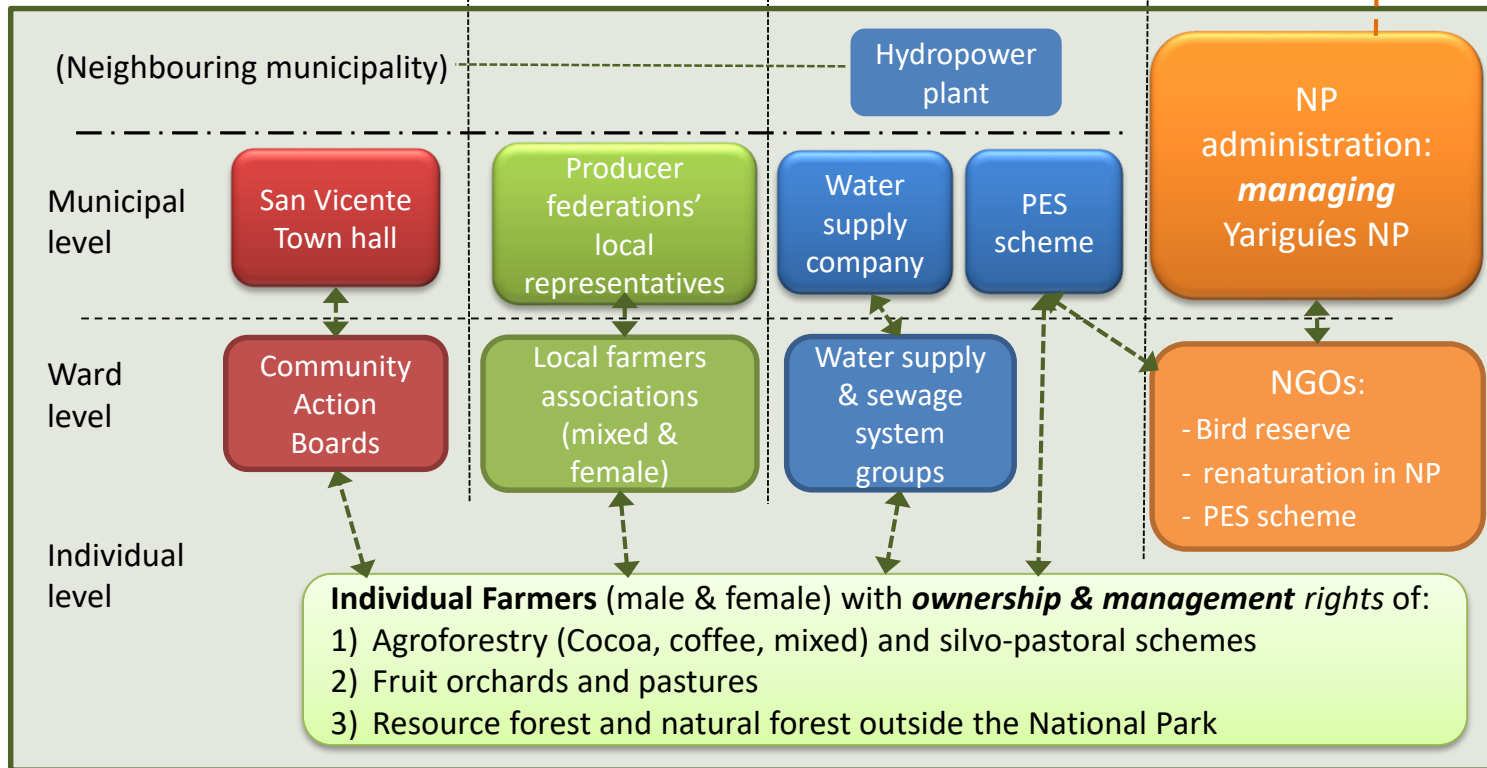 (Neighbouring municipality)
Hydropower
plant
NP
administration:
managing
Yariguíes NP
Municipal
level
San Vicente
Town hall
Producer
federations’
local
representatives
Water
supply
company
PES
scheme
Ward
level
Community
Action
Boards
Local farmers
associations
(mixed &
female)
Water supply
& sewage
system
groups
NGOs:
- Bird reserve
- renaturation in NP
- PES scheme
Individual
level
Individual Farmers (male & female) with ownership & management rights of:
1) Agroforestry (Cocoa, coffee, mixed) and silvo-pastoral schemes
2) Fruit orchards and pastures
3) Resource forest and natural forest outside the National Park